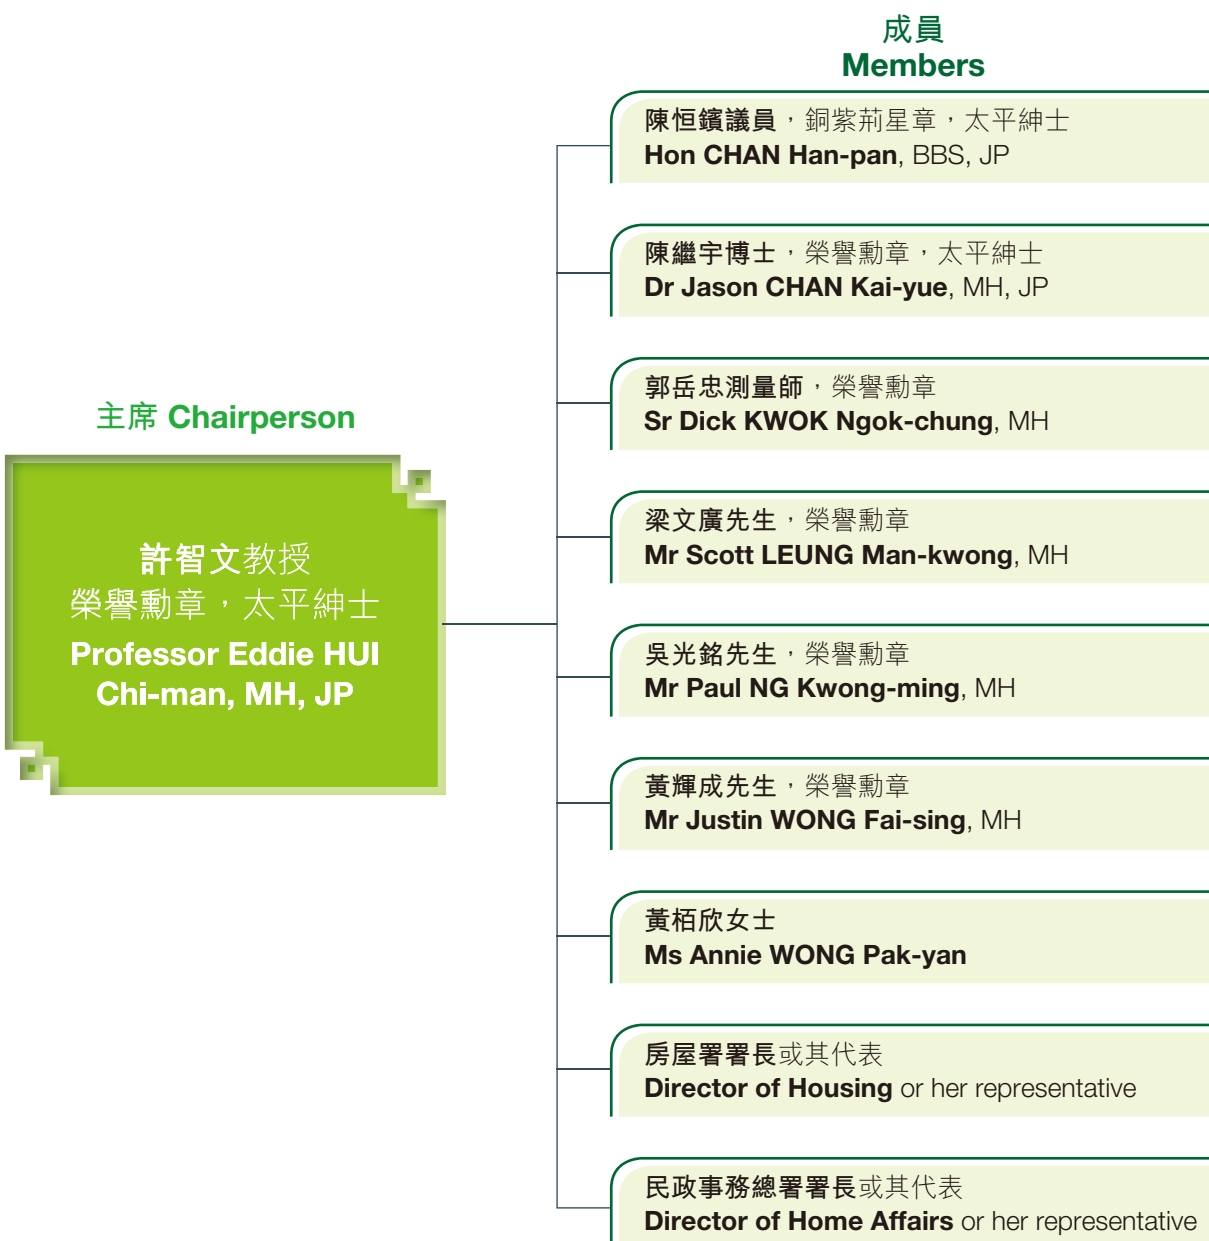 成員
Members
陳恒鑌議員，銅紫荊星章，太平紳士
Hon CHAN Han-pan, BBS, JP
陳繼宇博士，榮譽勳章，太平紳士
Dr Jason CHAN Kai-yue, MH, JP
郭岳忠測量師，榮譽勳章
Sr Dick KWOK Ngok-chung, MH
主席 Chairperson
許智文教授
榮譽勳章，太平紳士
Professor Eddie HUI
Chi-man, MH, JP
梁文廣先生，榮譽勳章
Mr Scott LEUNG Man-kwong, MH
吳光銘先生，榮譽勳章
Mr Paul NG Kwong-ming, MH
黃輝成先生，榮譽勳章
Mr Justin WONG Fai-sing, MH
黃栢欣女士
Ms Annie WONG Pak-yan
房屋署署長或其代表
Director of Housing or her representative
民政事務總署署長或其代表
Director of Home Affairs or her representative